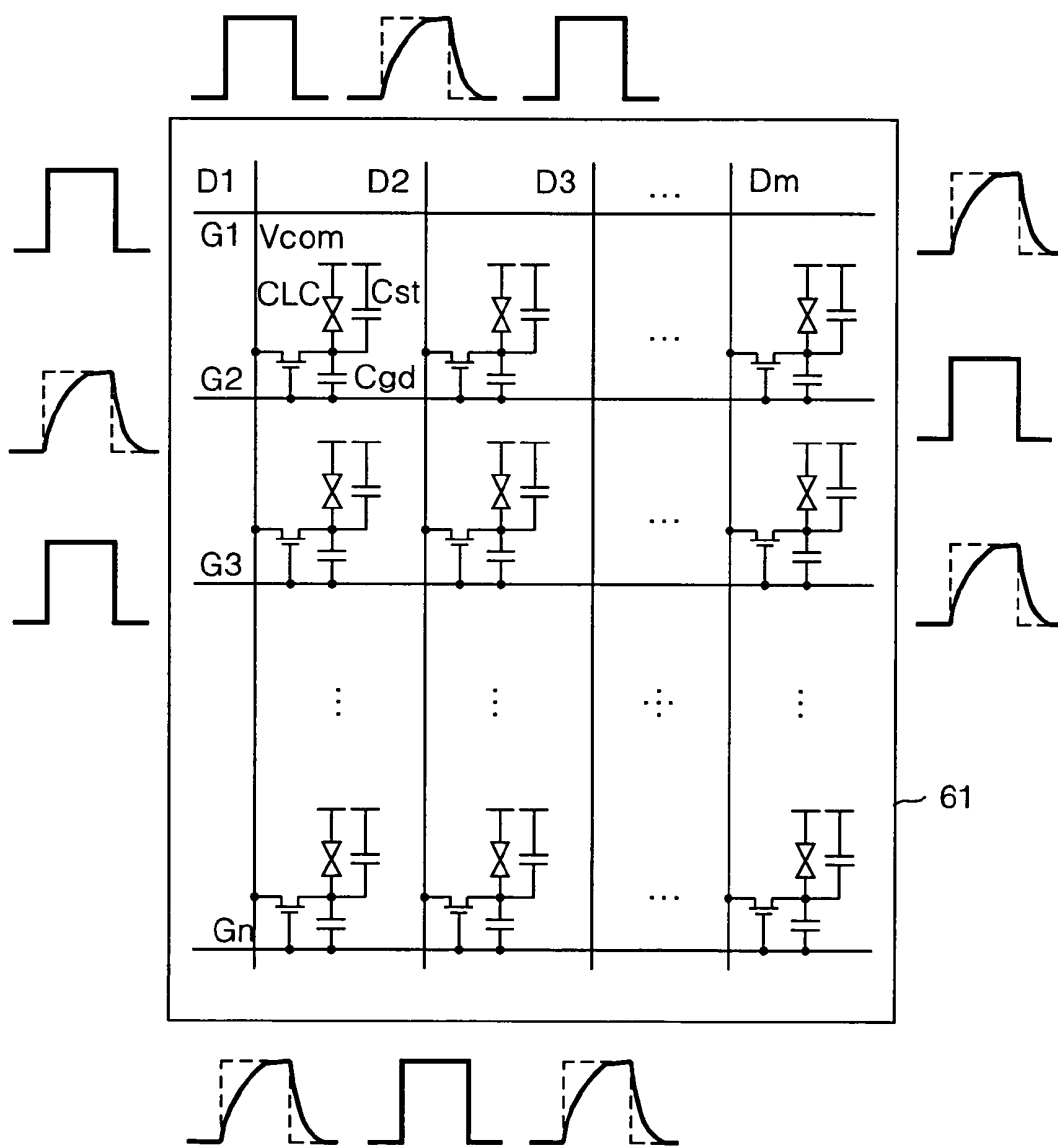 D1 D2 D3 ... Dm
G1 Vcom
CLC Cst
...
G2 Cgd
...
G3
61
...
Gn